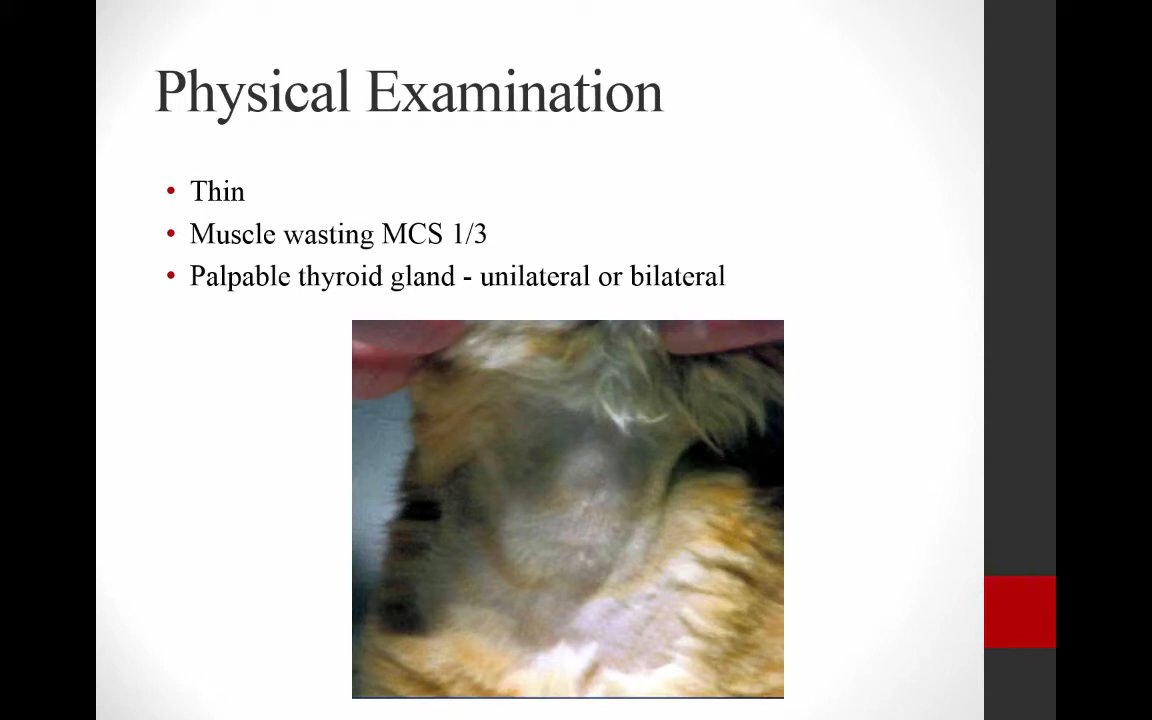 Physical Examination
• Thin
• Muscle wasting MCS 1/3
• Palpable thyroid gland - unilateral or bilateral